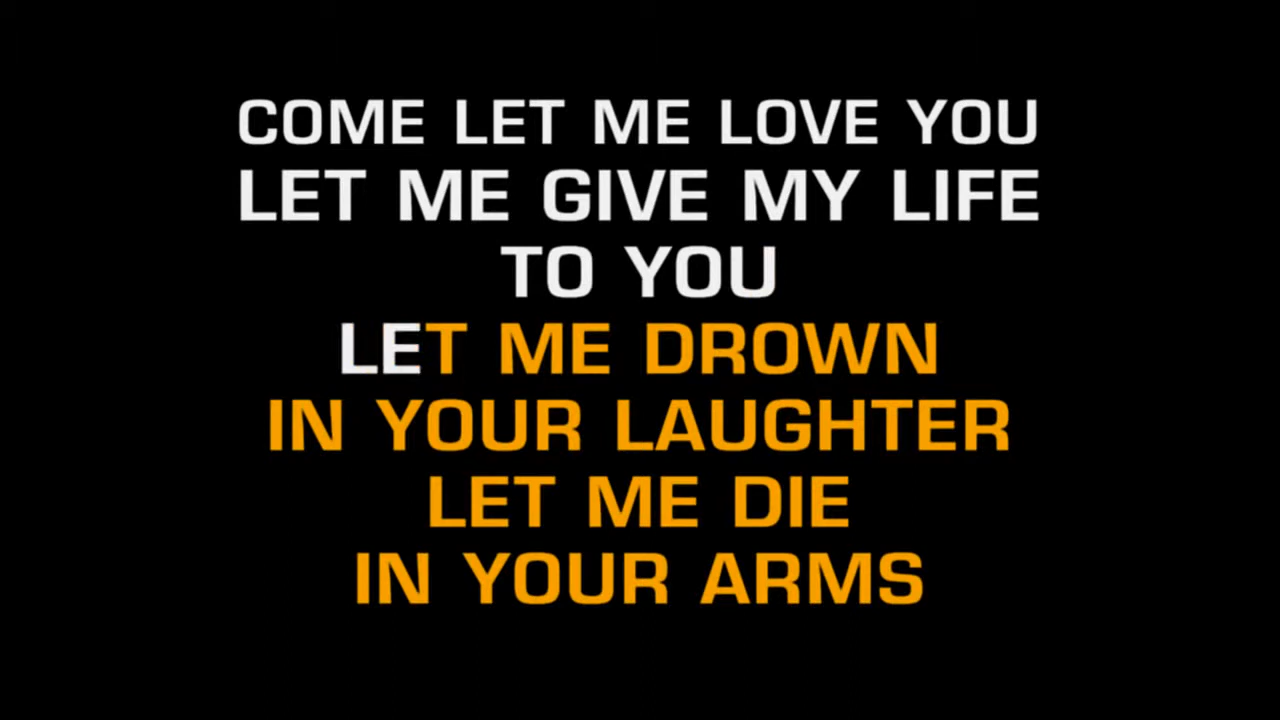 COME LET ME LOVE YOU
LET ME GIVE MY LIFE
TO YOU
LET ME DROWN
IN YOUR LAUGHTER
LET ME DIE
IN YOUR ARMS